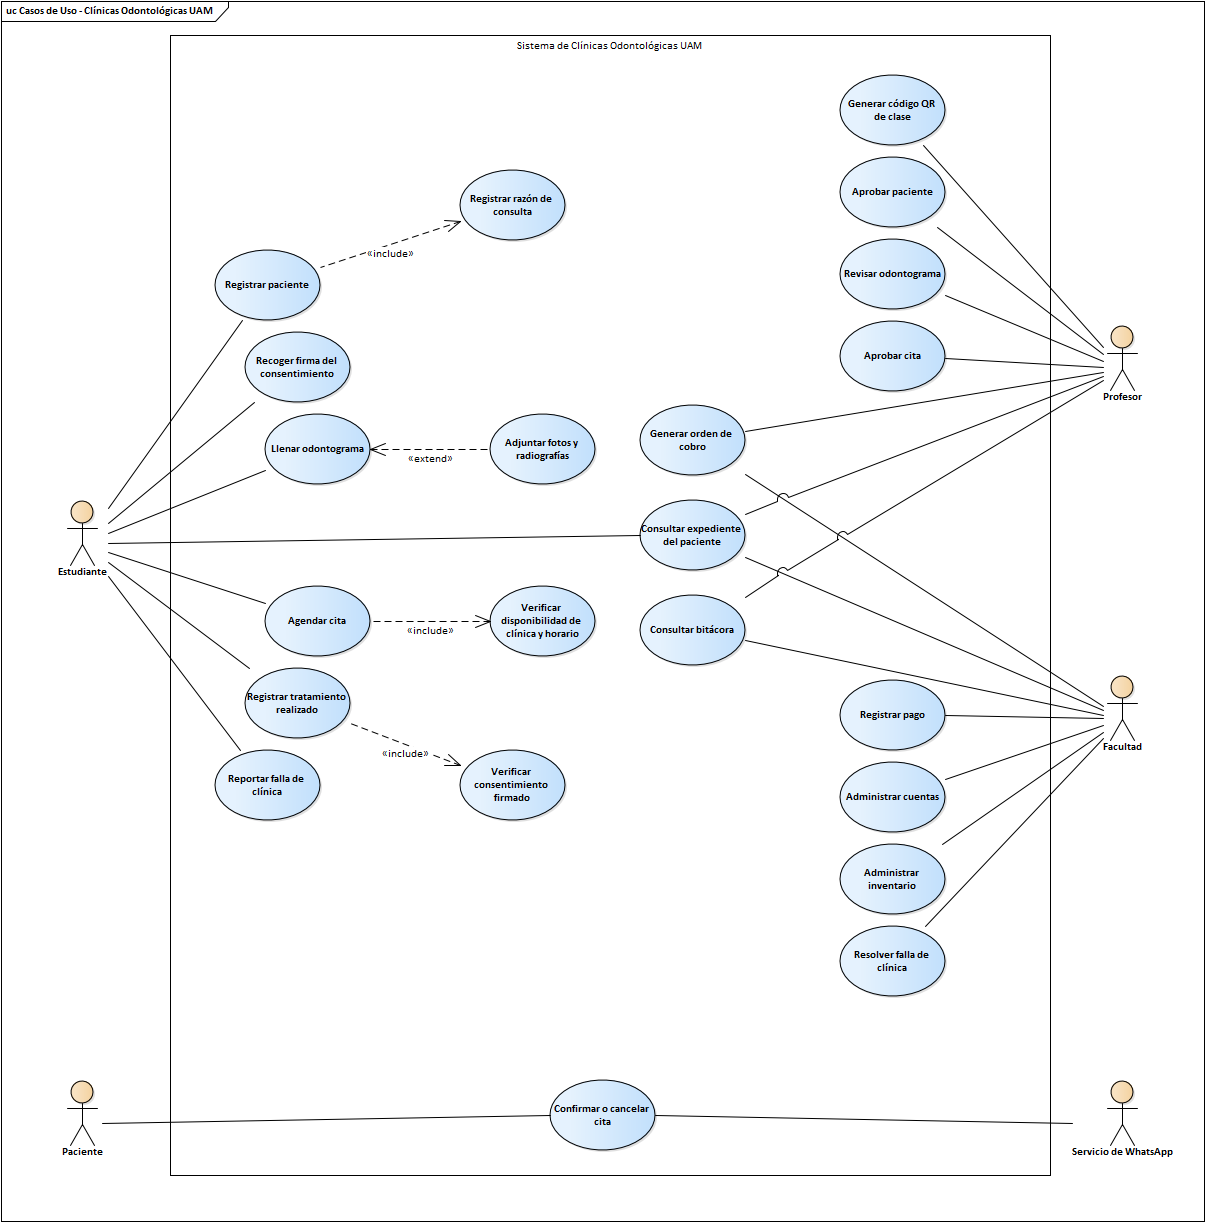 uc Casos de Uso - Clínicas Odontológicas UAM
Sistema de Clínicas Odontológicas UAM
Generar código QR
de clase
Aprobar paciente
Registrar razón de
consulta
«include»
Revisar odontograma
Registrar paciente
Aprobar cita
Recoger firma del
consentimiento
Profesor
Generar orden de
cobro
Llenar odontograma
«extend»
Adjuntar fotos y
radiografías
Consultar expediente
del paciente
Estudiante
Agendar cita
«include»
Verificar
disponibilidad de
clínica y horario
Consultar bitácora
Registrar tratamiento
realizado
Registrar pago
Facultad
«include»
Reportar falla de
clínica
Verificar
consentimiento
firmado
Administrar cuentas
Administrar
inventario
Resolver falla de
clínica
Confirmar o cancelar
cita
Paciente
Servicio de WhatsApp